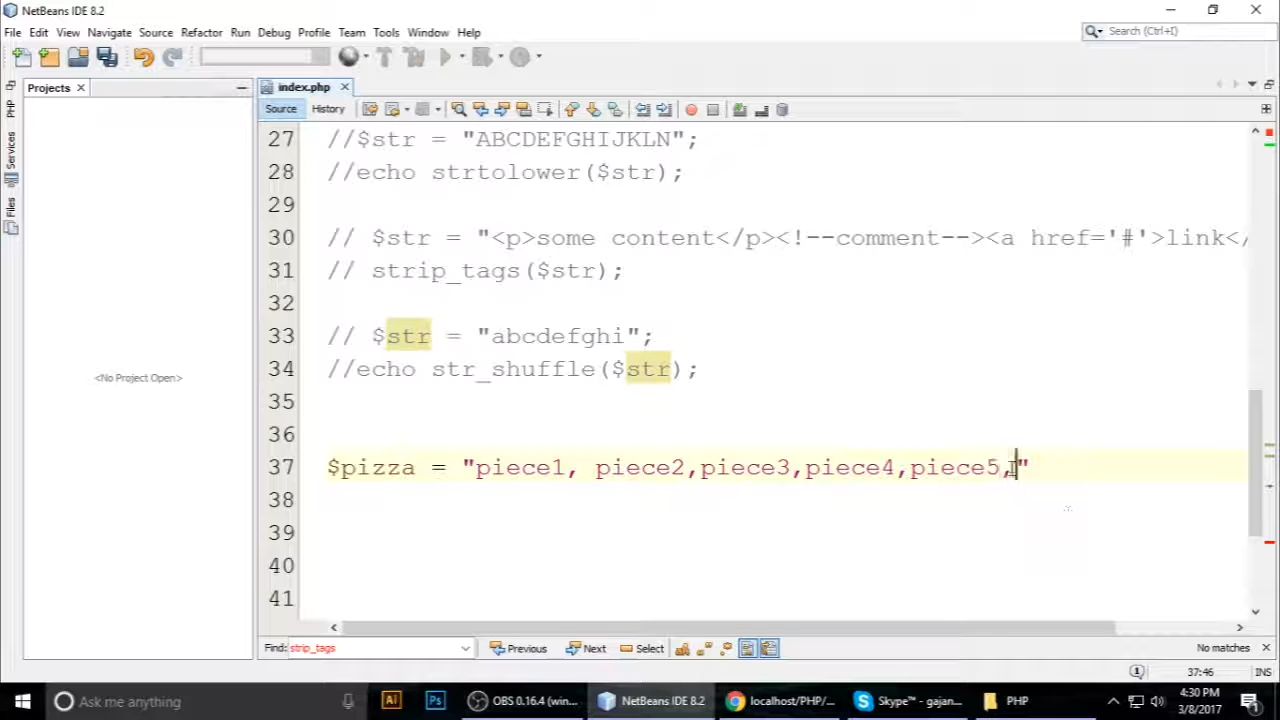 NetBeans IDE 8.2
File Edit View Navigate Source Refactor Run Debug Profile Team Tools Window Help
Search (Ctrl+I)
Projects
index.php
PHP
Services
Files
Source History
<No Project Open>
27 //$str = "ABCDEFGHIJKLN";
28 //echo strtolower($str);
29
30 // $str = "<p>some content</p><!--comment--><a href='#'>link</
31 // strip_tags($str);
32
33 // $str = "abcdefghi";
34 //echo str_shuffle($str);
35
36
37 $pizza = "piece1, piece2,piece3,piece4,piece5,"
38
39
40
41
Find: strip_tags Previous Next Select No matches
37:46 INS
Ask me anything
Ai
Ps
OBS 0.16.4 (win...
NetBeans IDE 8.2
localhost/PHP/...
Skype™ - gajan...
PHP
4:30 PM
3/8/2017